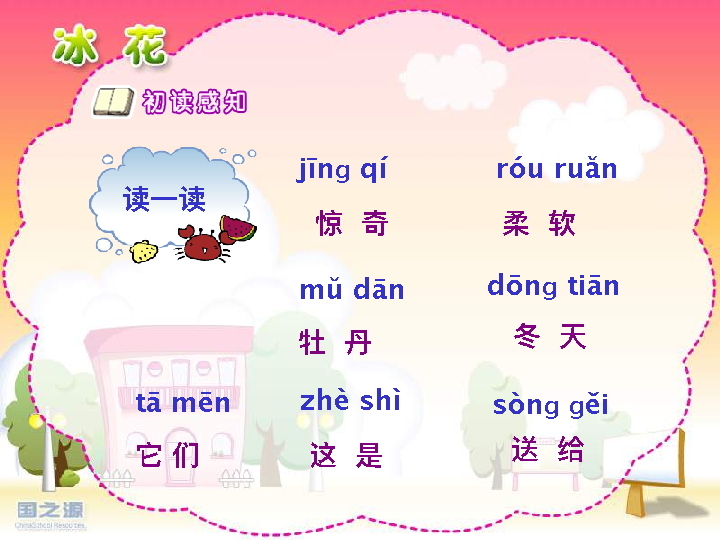 冰 花
初读感知
读一读
jīng qí
róu ruǎn
惊 奇
柔 软
mǔ dān
dōng tiān
牡 丹
冬 天
tā mēn
zhè shì
sòng gěi
它 们
这 是
送 给
国之源
ChinaSchool Resources